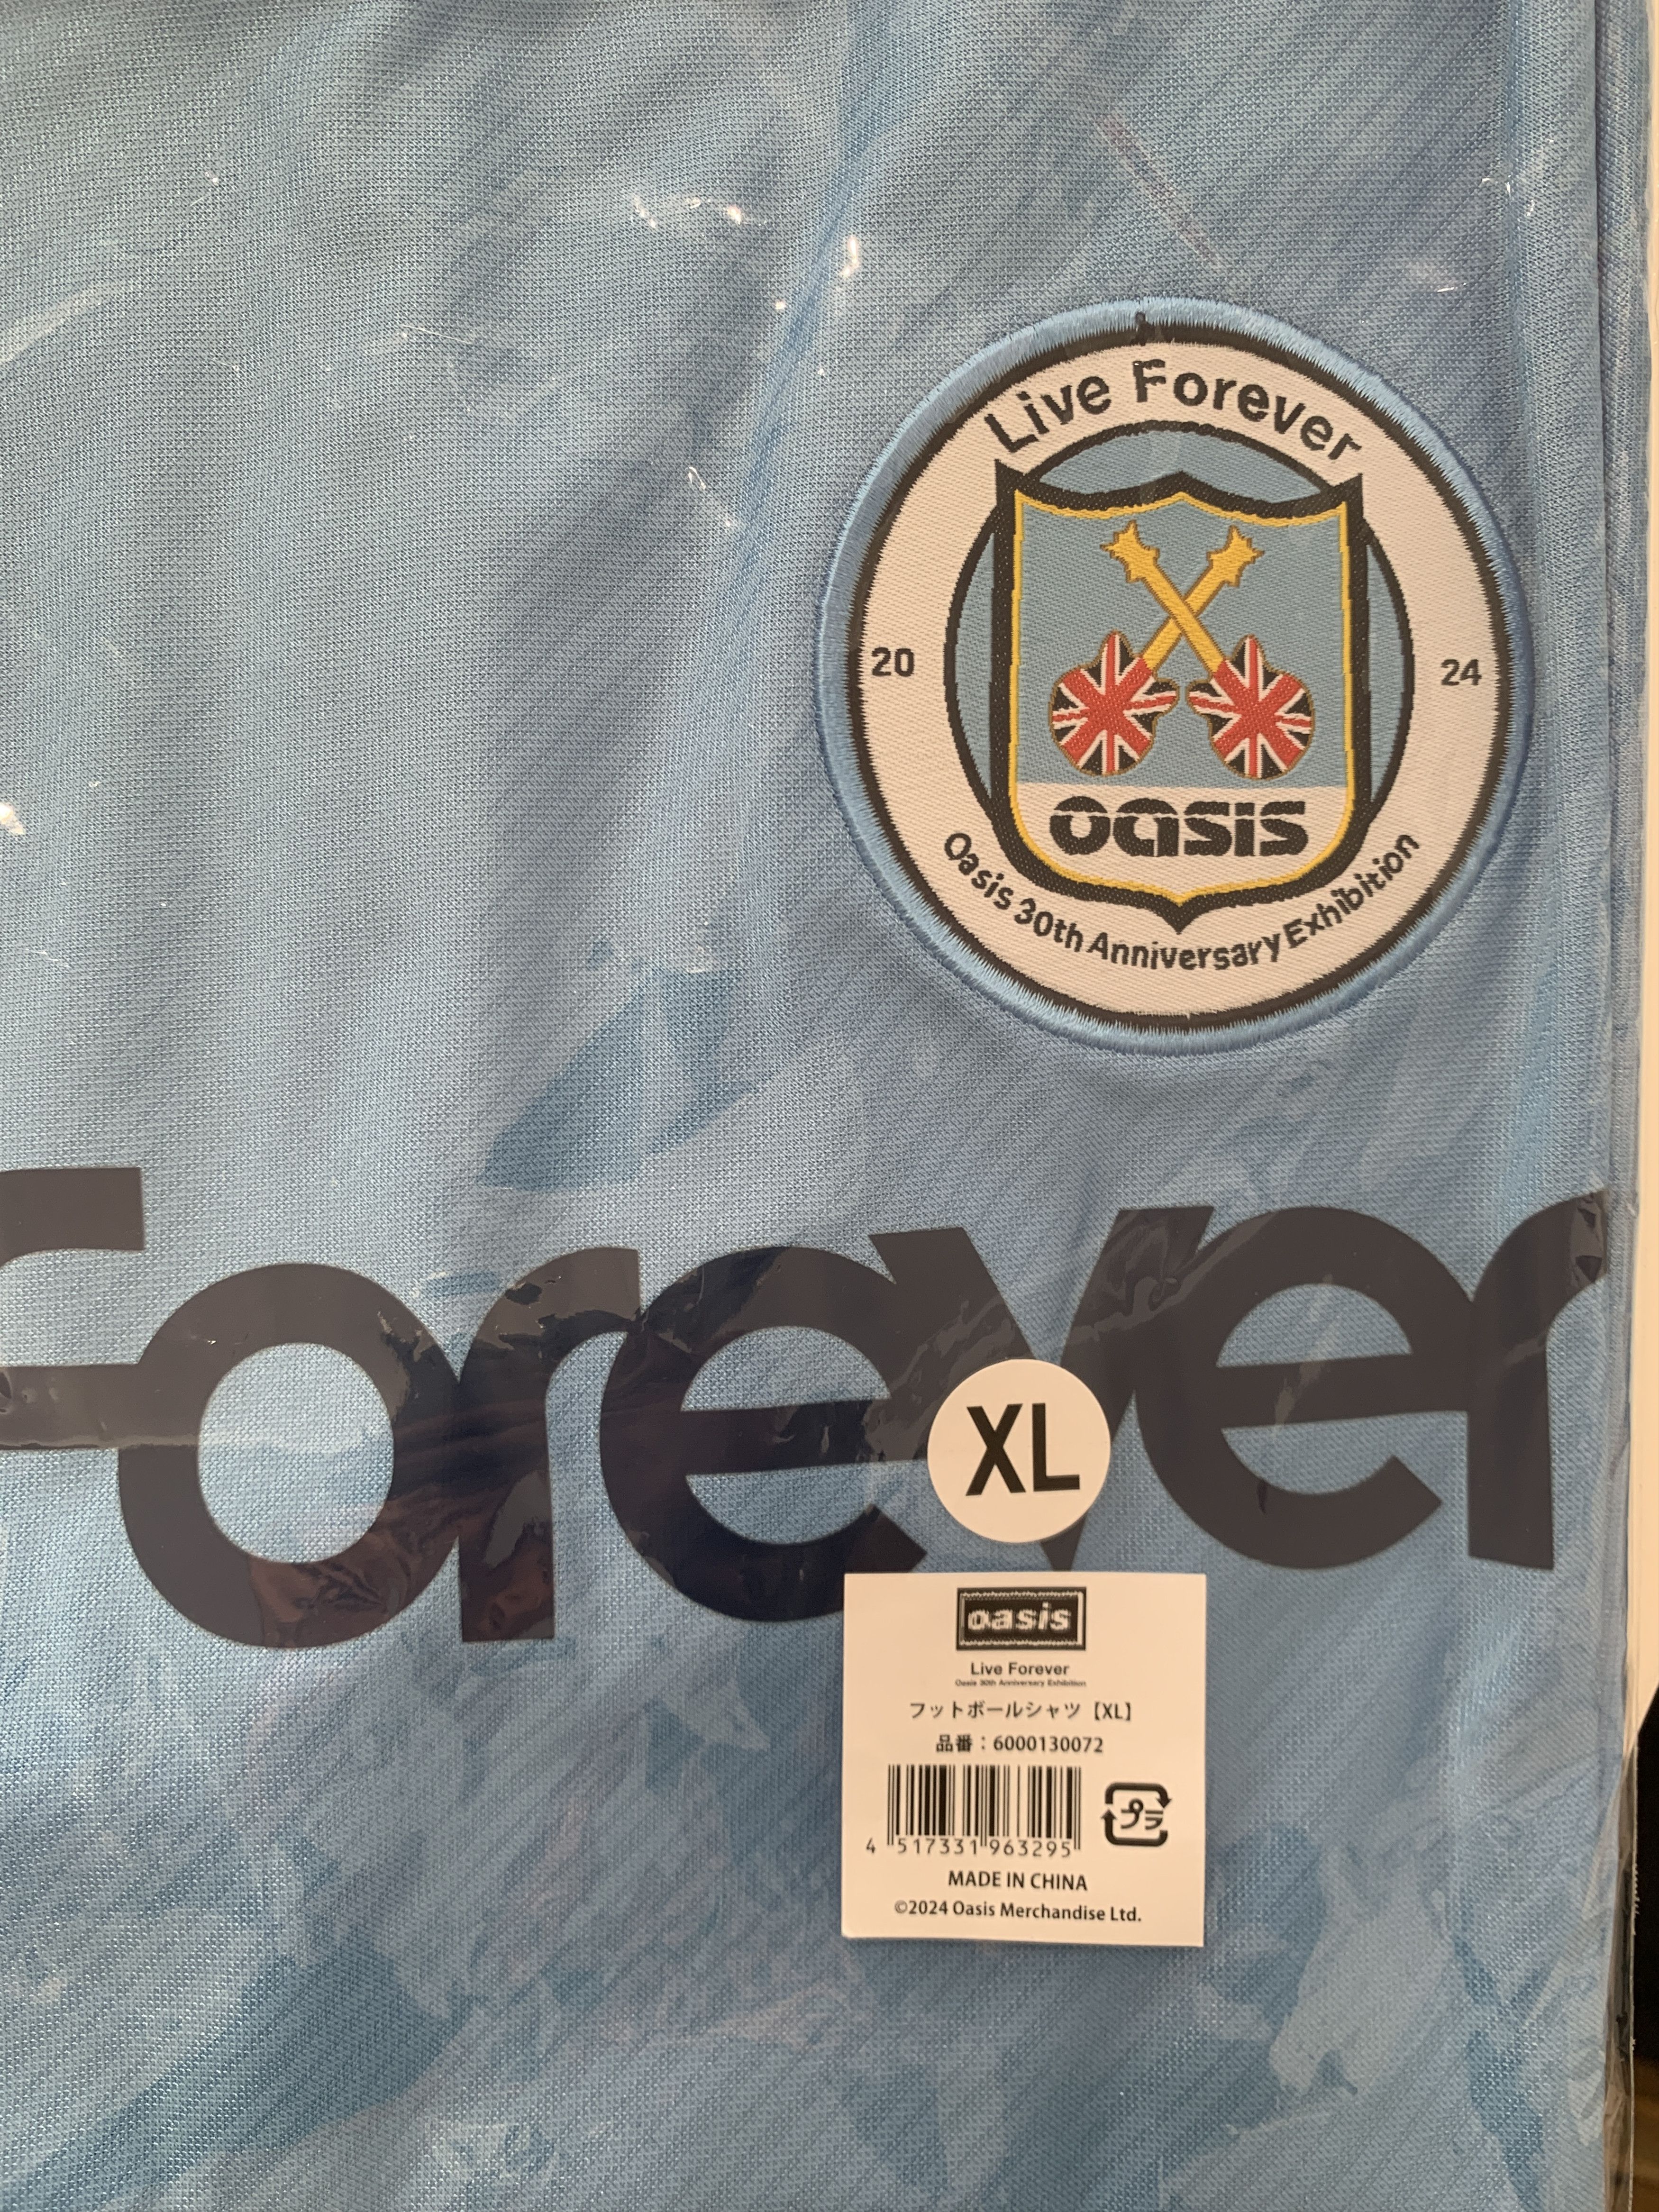 Live Forever
20 24
oasis
Oasis 30th Anniversary Exhibition
Forever
XL
oasis
Live Forever
Oasis 30th Anniversary Exhibition
フットボールシャツ【XL】
品番：6000130072
プラ
4 517331 963295
MADE IN CHINA
©2024 Oasis Merchandise Ltd.